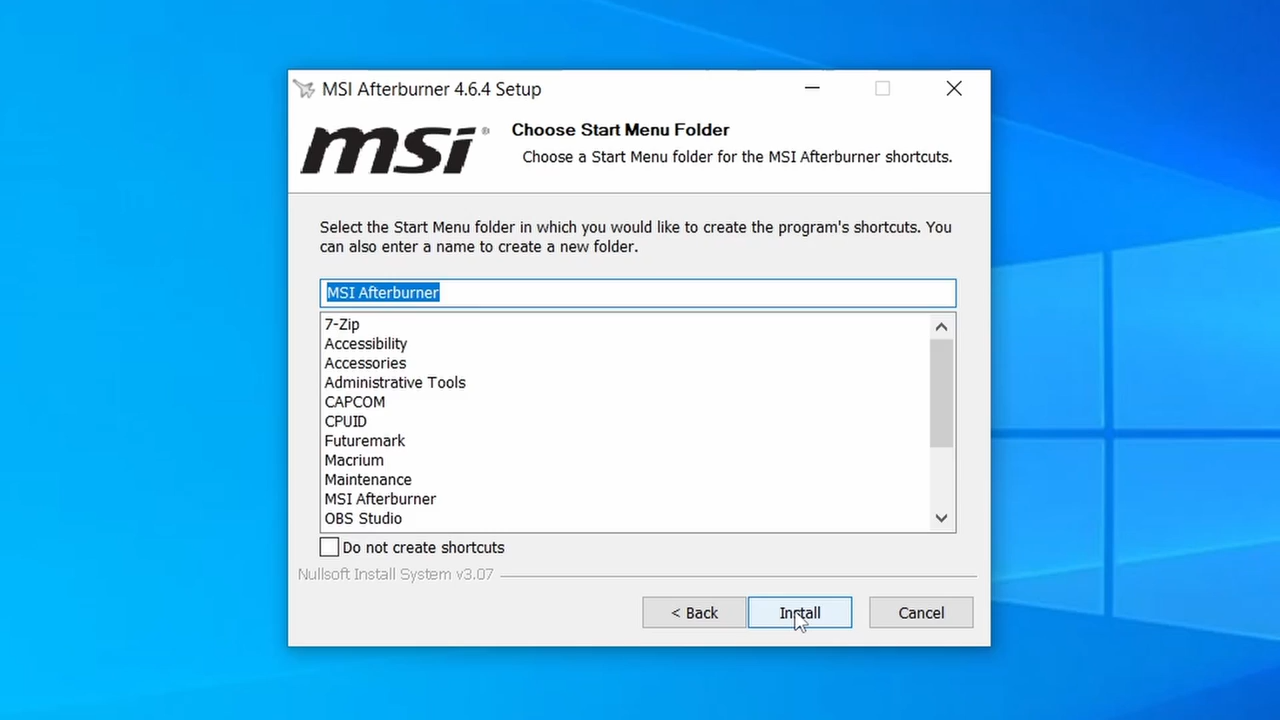 MSI Afterburner 4.6.4 Setup
msi®
Choose Start Menu Folder
Choose a Start Menu folder for the MSI Afterburner shortcuts.
Select the Start Menu folder in which you would like to create the program's shortcuts. You
can also enter a name to create a new folder.
MSI Afterburner
7-Zip
Accessibility
Accessories
Administrative Tools
CAPCOM
CPUID
Futuremark
Macrium
Maintenance
MSI Afterburner
OBS Studio
Do not create shortcuts
Nullsoft Install System v3.07
< Back
Install
Cancel